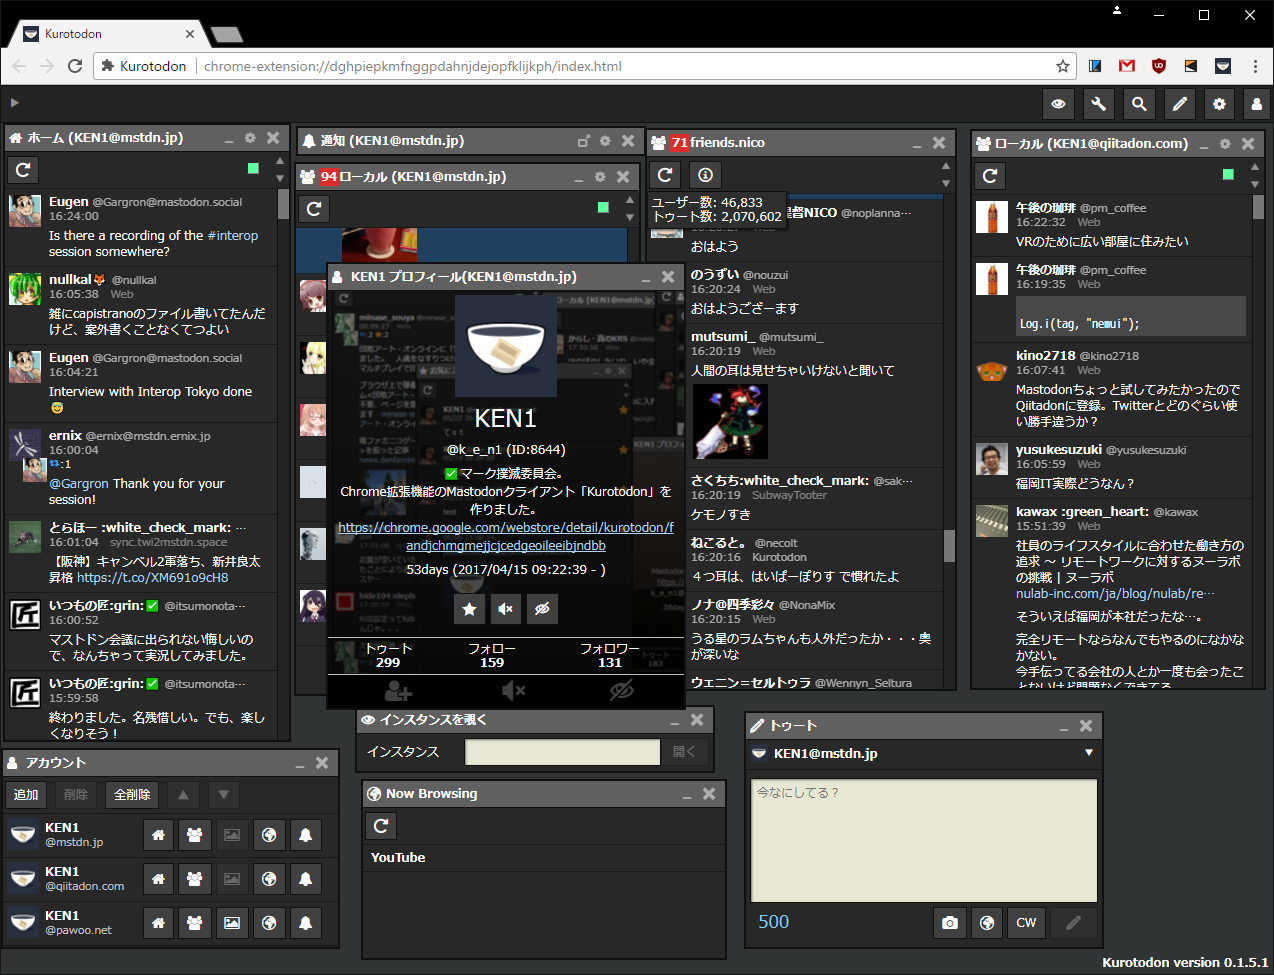 Kurotodon
Kurotodon
chrome-extension://dghpiepkmfnggpdahnjdejopfklijkph/index.html
ホーム (KEN1@mstdn.jp)
Eugen @Gargron@mastodon.social
16:24:00
Is there a recording of the #interop
session somewhere?
nullkal🦊 @nullkal
16:05:38 Web
雑にcapistranoのファイル書いてたんだ
けど、案外書くことなくてつよい
Eugen @Gargron@mastodon.social
16:04:21
Interview with Interop Tokyo done
😅
ernix @ernix@mstdn.ernix.jp
16:00:04
:1
@Gargron Thank you for your
session!
とらほー :white_check_mark: ···
16:01:04 sync.twi2mstdn.space
【阪神】キャンベル2軍落ち、新井良太
昇格 https://t.co/XM691o9cH8
いつもの匠:grin:✅ @itsumonota···
16:00:52
マストドン会議に出られない悔しいの
で、なんちゃって実況してみました。
いつもの匠:grin:✅ @itsumonota···
15:59:58
終わりました。名残惜しい。でも、楽し
くなりそう！
通知 (KEN1@mstdn.jp)
94 ローカル (KEN1@mstdn.jp)
KEN1 プロフィール(KEN1@mstdn.jp)
KEN1
@k_e_n1 (ID:8644)
✅マーク撲滅委員会。
Chrome拡張機能のMastodonクライアント「Kurotodon」を
作りました。
https://chrome.google.com/webstore/detail/kurotodon/f
andjchmgmejjcjcedgeoileeibjndbb
53days (2017/04/15 09:22:39 - )
トゥート フォロー フォロワー
299 159 131
71 friends.nico
ユーザー数: 46,833
トゥート数: 2,070,602
督NICO @noplanna···
おはよう
のうずい @nouzui
16:20:24 Web
おはようござーます
mutsumi_ @mutsumi_
16:20:19 Web
人間の耳は見せちゃいけないと聞いて
さくちち:white_check_mark: @sak···
16:20:19 SubwayTooter
ケモノすき
ねこると。 @necolt
16:20:16 Kurotodon
４つ耳は、はいぱーぽりす で慣れたよ
ノナ@四季彩々 @NonaMix
16:20:15 Web
うる星のラムちゃんも人外だったか・・・奥
が深いな
ウェニン＝セルトゥラ @Wennyn_Seltura
ローカル (KEN1@qiitadon.com)
午後の珈琲 @pm_coffee
16:22:32 Web
VRのために広い部屋に住みたい
午後の珈琲 @pm_coffee
16:19:35 Web
Log.i(tag, "nemui");
kino2718 @kino2718
16:07:41 Web
Mastodonちょっと試してみたかったので
Qiitadonに登録。Twitterとどのぐらい使
い勝手違うか？
yusukesuzuki @yusukesuzuki
16:05:59 Web
福岡IT実際どうなん？
kawax :green_heart: @kawax
15:51:39 Web
社員のライフスタイルに合わせた働き方の
追求 ～ リモートワークに対するヌーラボ
の挑戦 | ヌーラボ
nulab-inc.com/ja/blog/nulab/re···
そういえば福岡が本社だったな…。
完全リモートならなんでもやるのになかな
かない。
今手伝ってる会社の人とか一度も会ったこ
とないけど問題なくできてる
アカウント
追加 削除 全削除 ▲ ▼
KEN1
@mstdn.jp
KEN1
@qiitadon.com
KEN1
@pawoo.net
インスタンスを覗く
インスタンス 開く
Now Browsing
YouTube
トゥート
KEN1@mstdn.jp
今なにしてる？
500 CW
Kurotodon version 0.1.5.1